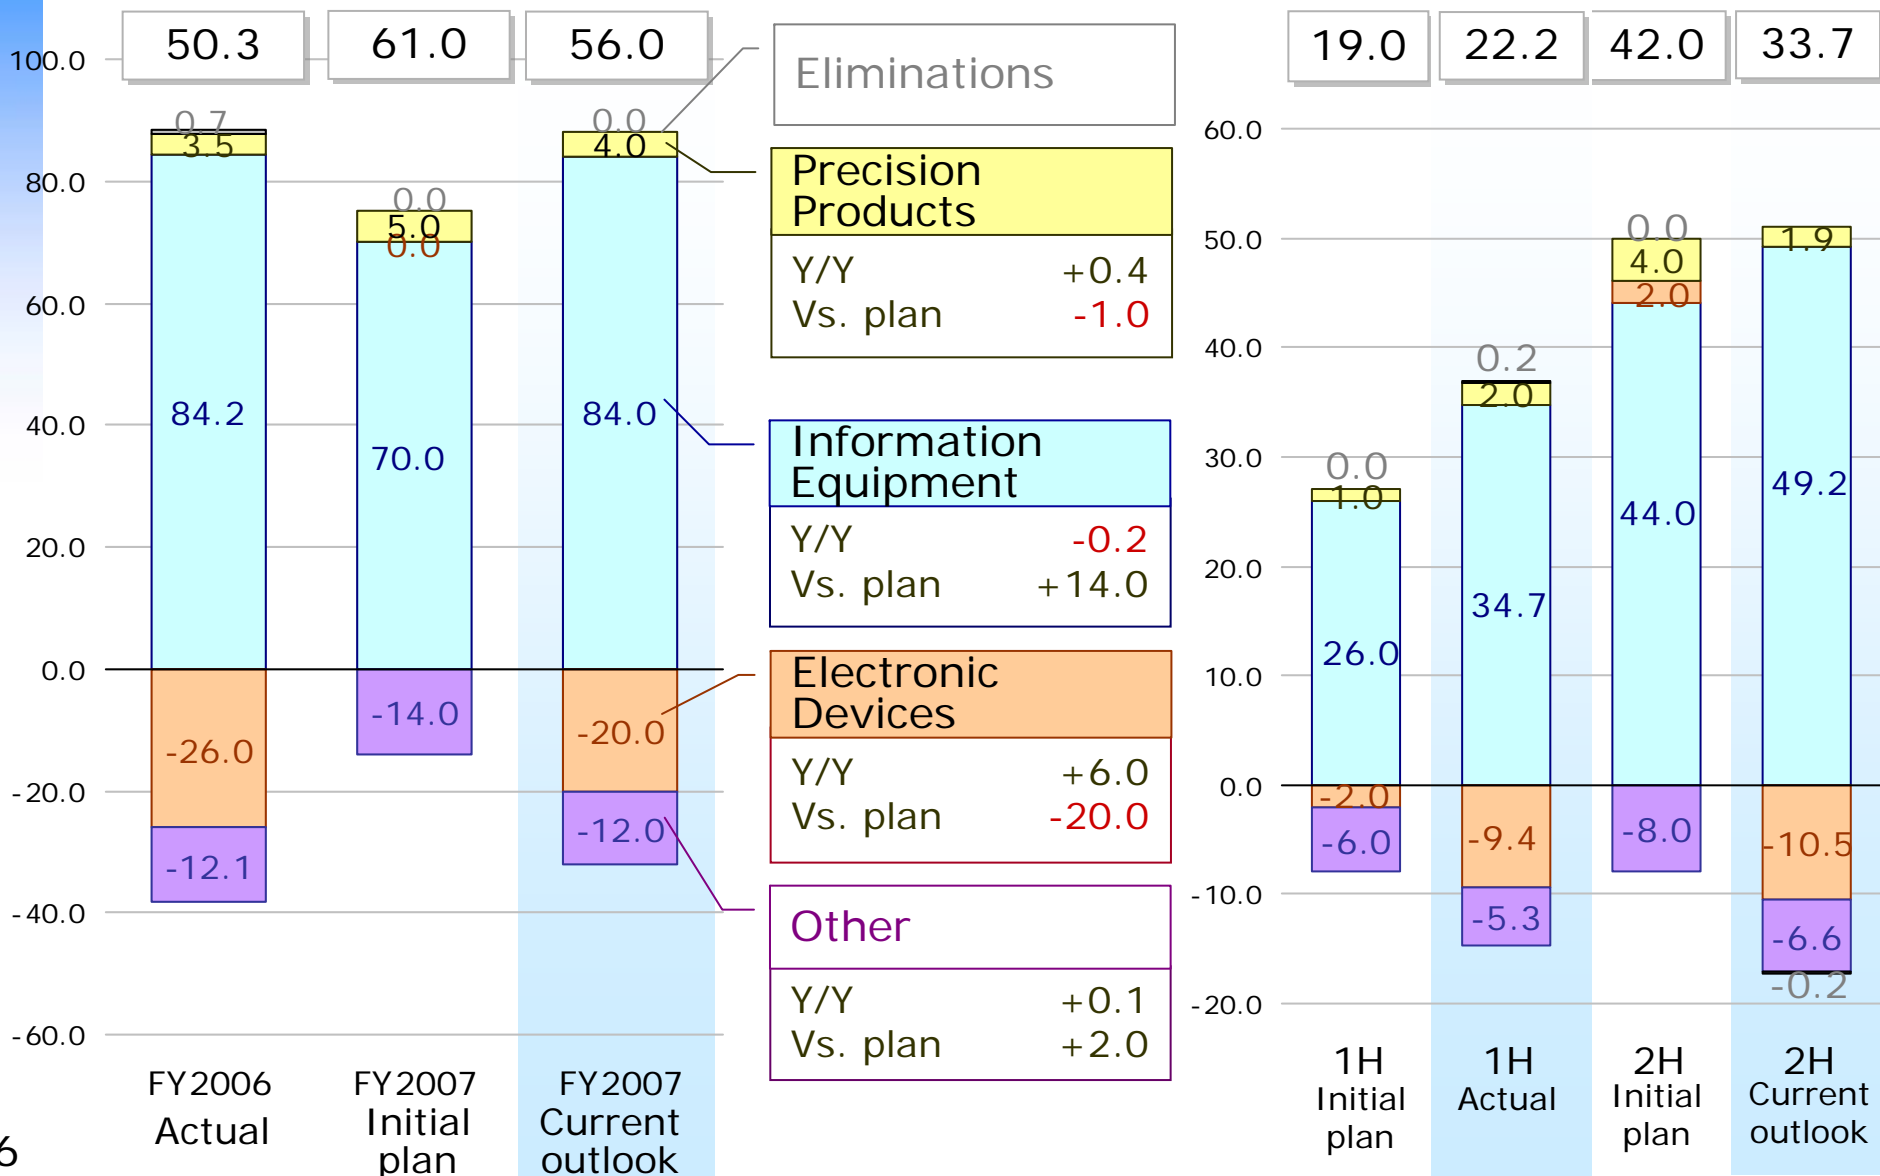 50.3
61.0
56.0
100.0
80.0
60.0
40.0
20.0
0.0
-20.0
-40.0
-60.0
0.7
3.5
84.2
-26.0
-12.1
0.0
5.0
0.0
70.0
-14.0
0.0
4.0
84.0
-20.0
-12.0
FY2006
Actual
FY2007
Initial
plan
FY2007
Current
outlook
Eliminations
Precision
Products
Y/Y +0.4
Vs. plan -1.0
Information
Equipment
Y/Y -0.2
Vs. plan +14.0
Electronic
Devices
Y/Y +6.0
Vs. plan -20.0
Other
Y/Y +0.1
Vs. plan +2.0
19.0
22.2
42.0
33.7
60.0
50.0
40.0
30.0
20.0
10.0
0.0
-10.0
-20.0
0.0
1.0
26.0
-2.0
-6.0
0.2
2.0
34.7
-9.4
-5.3
0.0
4.0
2.0
44.0
-8.0
1.9
49.2
-10.5
-6.6
-0.2
1H
Initial
plan
1H
Actual
2H
Initial
plan
2H
Current
outlook
6